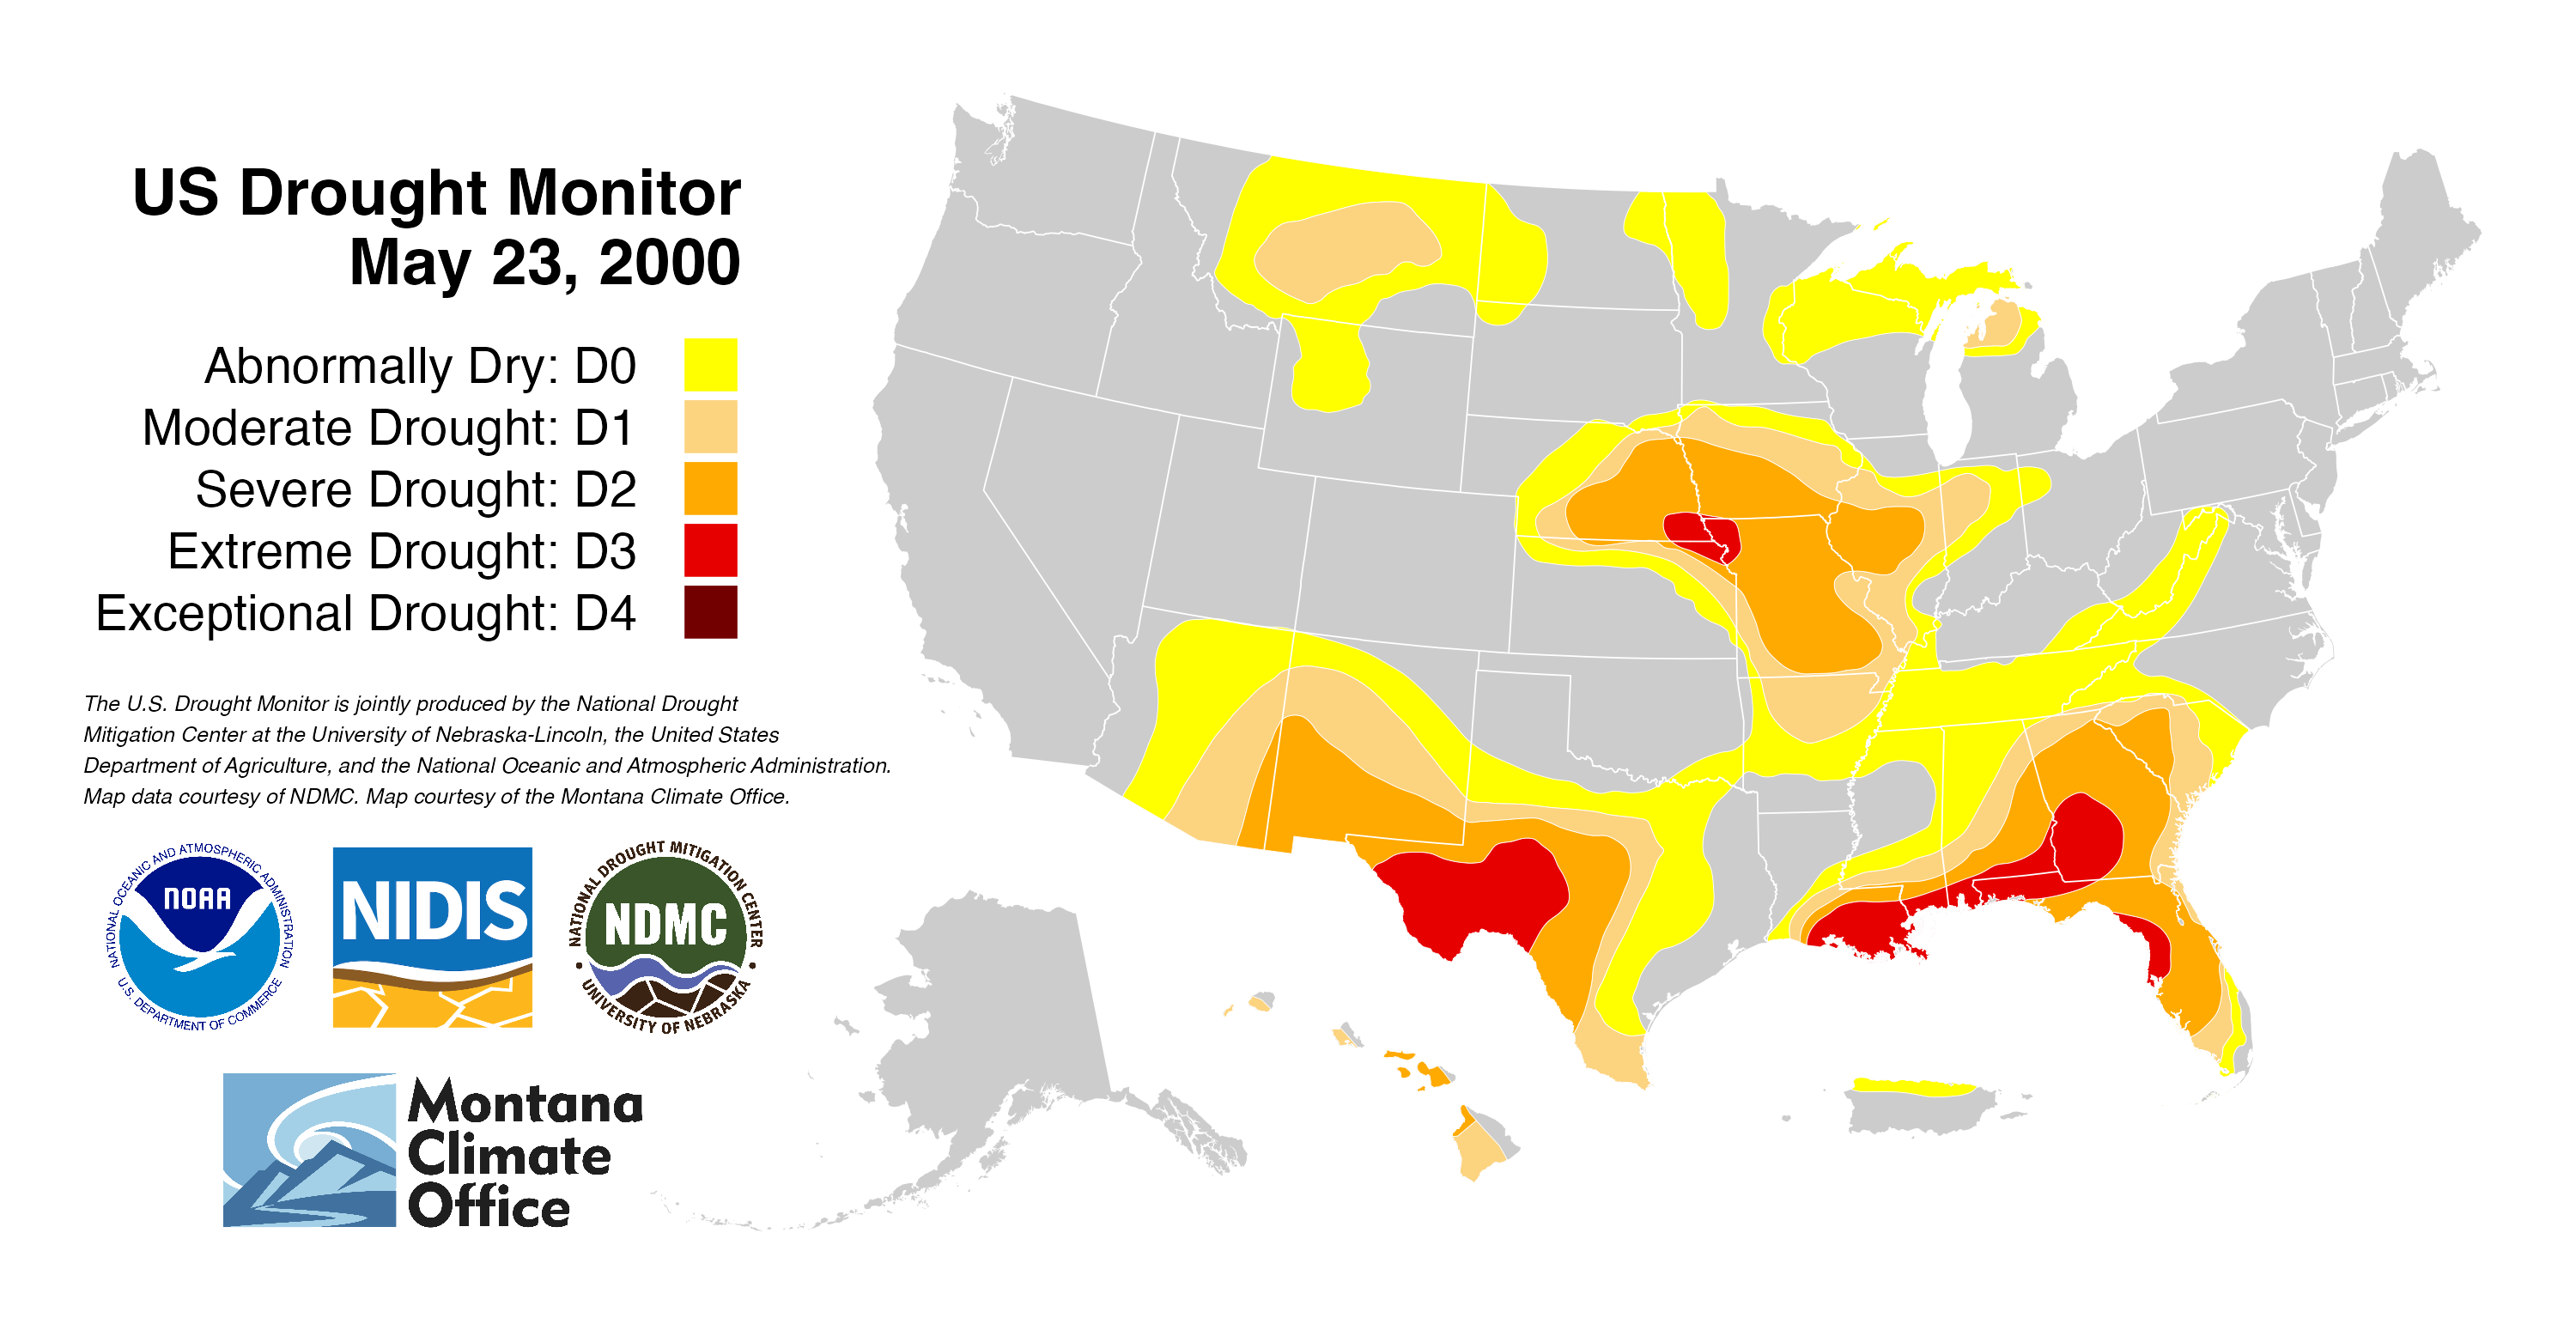 US Drought Monitor
May 23, 2000
Abnormally Dry: D0
Moderate Drought: D1
Severe Drought: D2
Extreme Drought: D3
Exceptional Drought: D4
The U.S. Drought Monitor is jointly produced by the National Drought
Mitigation Center at the University of Nebraska-Lincoln, the United States
Department of Agriculture, and the National Oceanic and Atmospheric Administration.
Map data courtesy of NDMC. Map courtesy of the Montana Climate Office.
NATIONAL OCEANIC AND ATMOSPHERIC ADMINISTRATION
NOAA
U.S. DEPARTMENT OF COMMERCE
NIDIS
NATIONAL DROUGHT MITIGATION CENTER
NDMC
UNIVERSITY OF NEBRASKA
Montana
Climate
Office